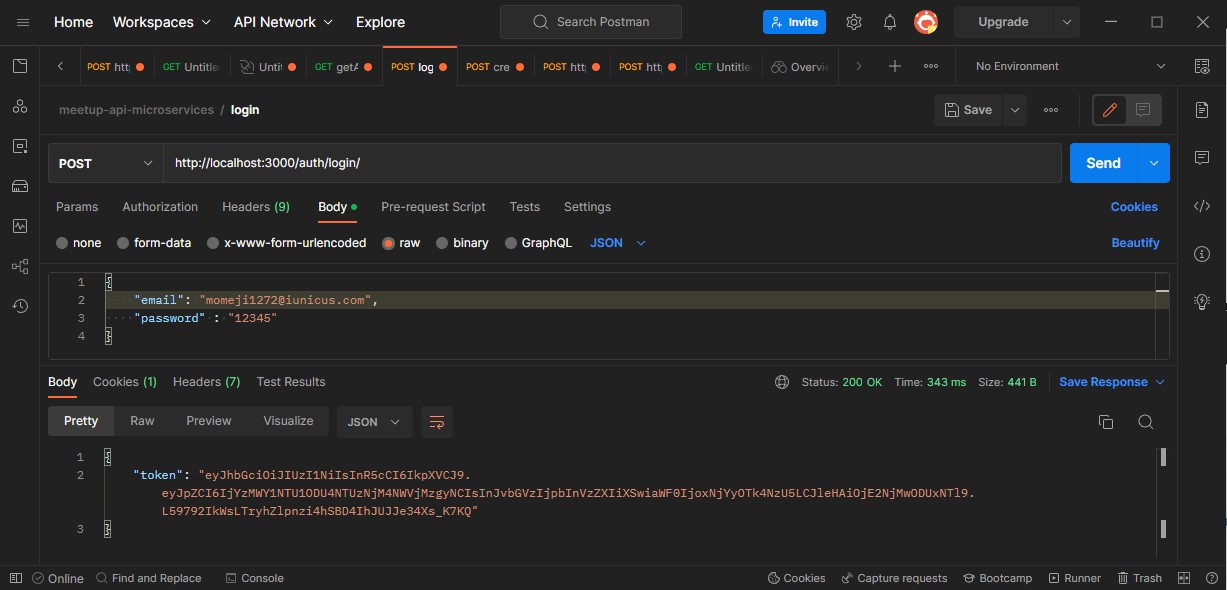 Home Workspaces API Network Explore Search Postman Invite Upgrade
POST htt GET Untitle Unti GET getA POST log POST cre POST htt POST htt GET Untitle Overvi No Environment
meetup-api-microservices / login Save
POST http://localhost:3000/auth/login/ Send
Params Authorization Headers (9) Body Pre-request Script Tests Settings Cookies
none form-data x-www-form-urlencoded raw binary GraphQL JSON Beautify
1 {
2 "email": "momeji1272@iunicus.com",
3 "password" : "12345"
4 }
Body Cookies (1) Headers (7) Test Results Status: 200 OK Time: 343 ms Size: 441 B Save Response
Pretty Raw Preview Visualize JSON
1 {
2 "token": "eyJhbGciOiJIUzI1NiIsInR5cCI6IkpXVCJ9.
eyJpZCI6IjYzMWY1NTU1ODU4NTUzNjM4NWVjMzgyNCIsInJvbGVzIjpbInVzZXIiXSwiaWF0IjoxNjYyOTk4NzU5LCJleHAiOjE2NjMwODUxNTl9.
L59792IkWsLTryhZlpnzi4hSBD4IhJUJJe34Xs_K7KQ"
3 }
Online Find and Replace Console Cookies Capture requests Bootcamp Runner Trash